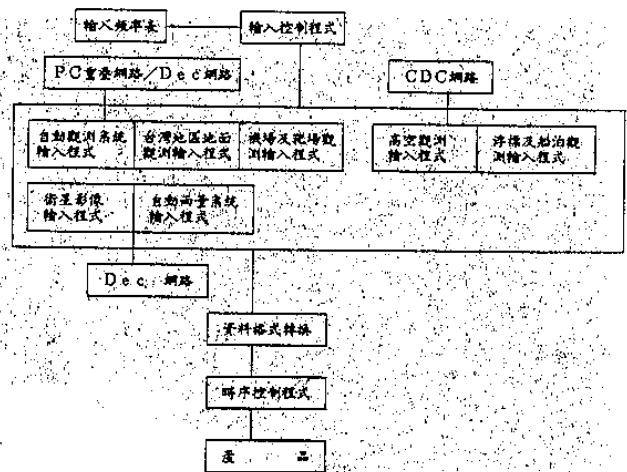 輸入頻率表
輸入控制程式
PC重疊網路/Dec網路
CDC網路
自動觀測系統
輸入程式
台灣地區地面
觀測輸入程式
機場及靶場觀
測輸入程式
高空觀測
輸入程式
浮標及船泊觀
測輸入程式
衛星影像
輸入程式
自動雨量系統
輸入程式
Dec 網路
資料格式轉換
時序控制程式
產 品